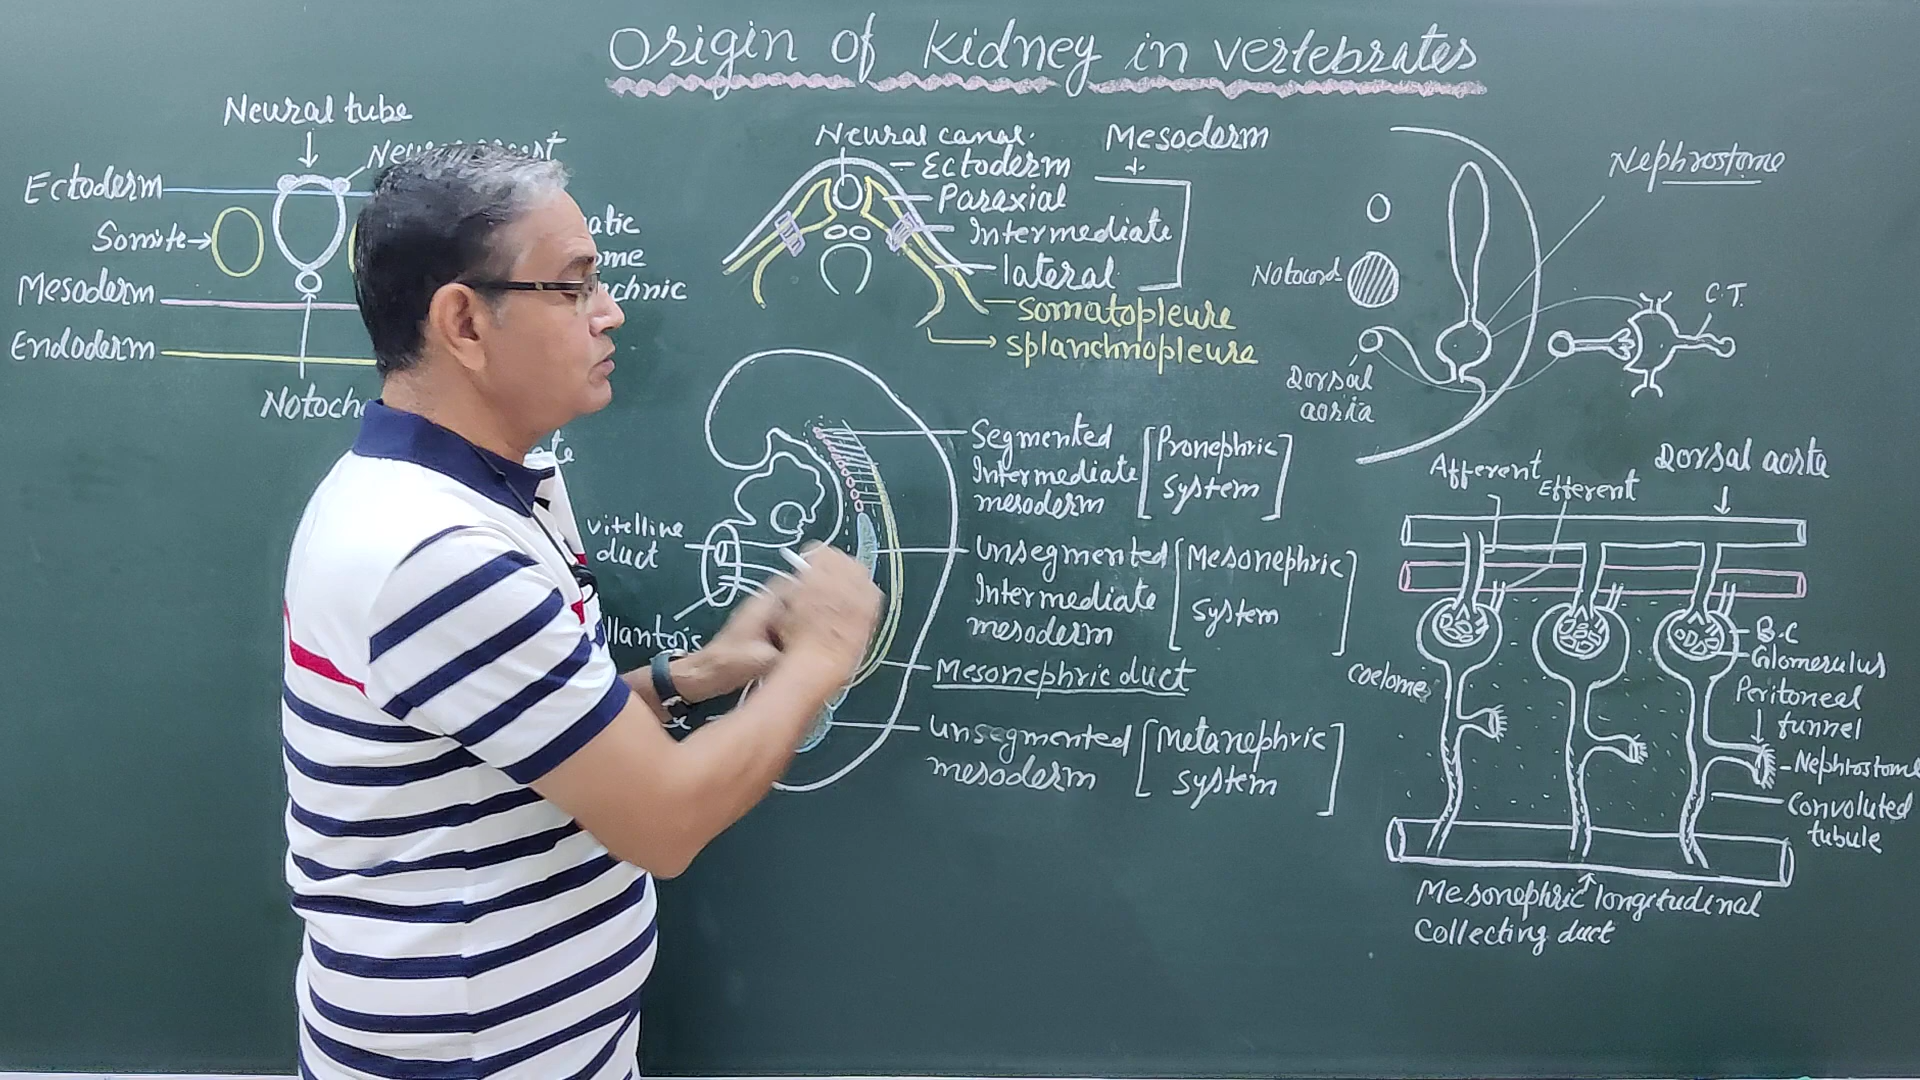 Origin of kidney in vertebrates
Neural tube
Ectoderm
Somite
Mesoderm
Endoderm
Neural canal
Ectoderm
Paraxial
Intermediate
lateral
Mesoderm
somatopleure
splanchnopleure
vitelline
duct
Segmented
Intermediate
mesoderm
[Pronephric
system]
Unsegmented
Intermediate
mesoderm
[Mesonephric
system]
Mesonephric duct
Unsegmented
mesoderm
[Metanephric
system]
Nephrostome
Notocord
Dorsal
aorta
C.T.
Afferent
Efferent
Dorsal aorta
B.C
Glomerulus
coelome
Peritoneal
funnel
Nephrostome
Convoluted
tubule
Mesonephric longitudinal
Collecting duct